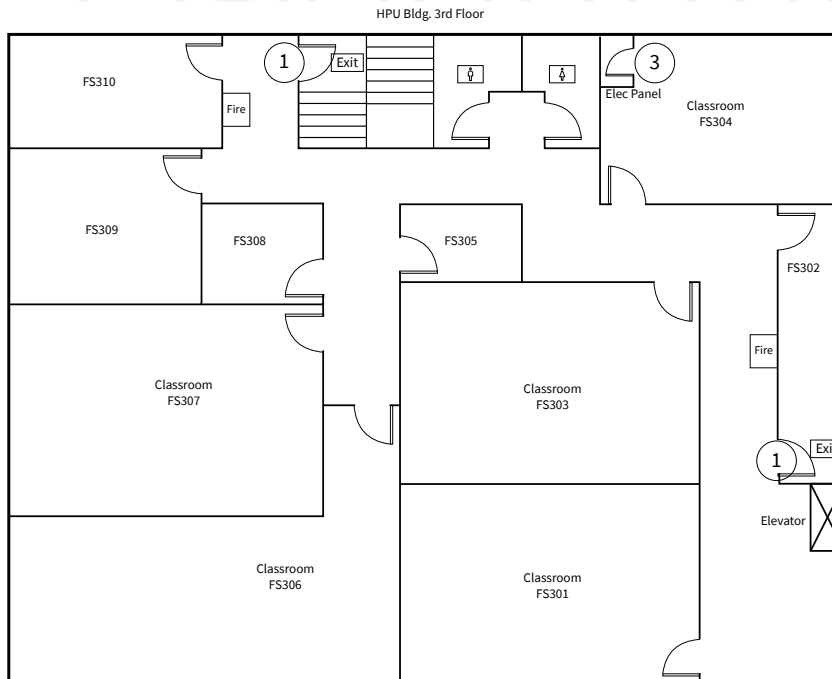 HPU Bldg. 3rd Floor
1
Exit
3
FS310
Fire
Elec Panel
Classroom
FS304
FS309
FS308
FS305
FS302
Fire
Classroom
FS307
Classroom
FS303
1
Exi
Elevator
Classroom
FS306
Classroom
FS301